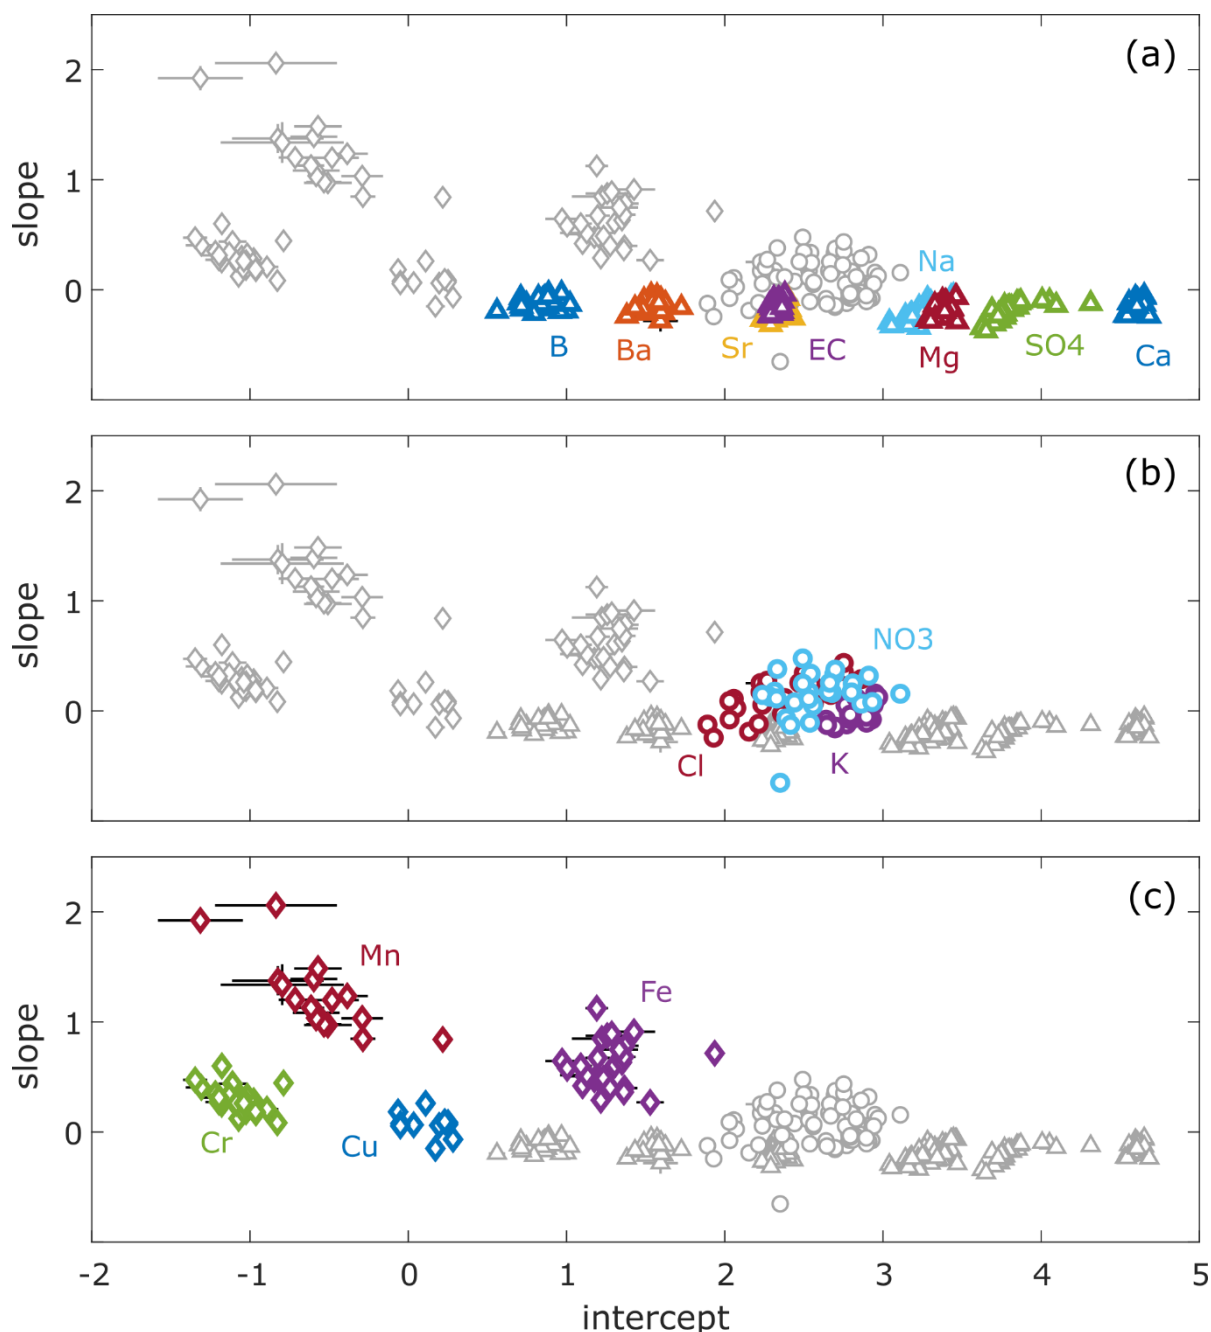 (a)
2
1
0
slope
Na
B
Ba
Sr
EC
Mg
SO4
Ca
(b)
2
1
0
slope
NO3
Cl
K
(c)
2
1
0
slope
Mn
Fe
Cr
Cu
-2 -1 0 1 2 3 4 5
intercept